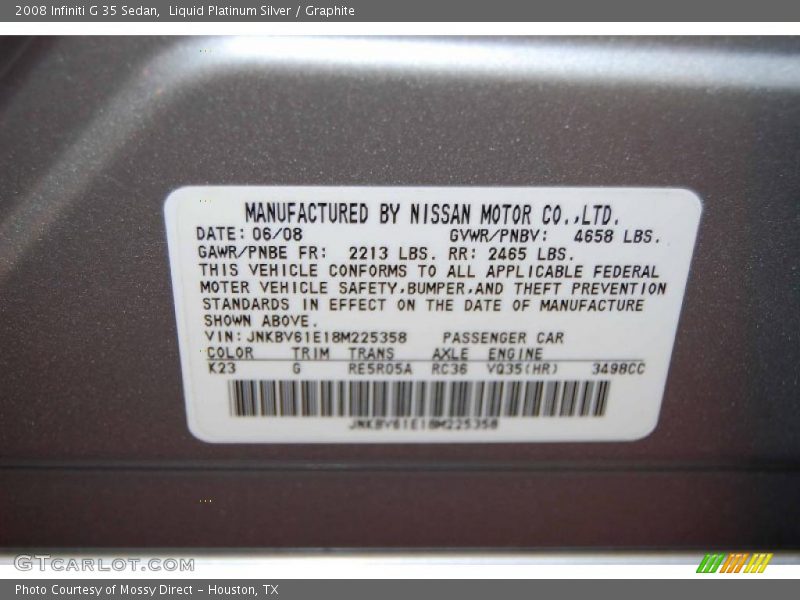 2008 Infiniti G 35 Sedan,  Liquid Platinum Silver / Graphite
MANUFACTURED BY NISSAN MOTOR CO.,LTD.
DATE: 06/08 GVWR/PNBV: 4658 LBS.
GAWR/PNBE FR: 2213 LBS. RR: 2465 LBS.
THIS VEHICLE CONFORMS TO ALL APPLICABLE FEDERAL
MOTER VEHICLE SAFETY,BUMPER,AND THEFT PREVENTION
STANDARDS IN EFFECT ON THE DATE OF MANUFACTURE
SHOWN ABOVE.
VIN: JNKBV61E18M225358 PASSENGER CAR
COLOR TRIM TRANS AXLE ENGINE
K23 G RE5R05A RC36 VQ35(HR) 3498CC
JNKBV61E18M225358
GTCARLOT.COM
Photo Courtesy of Mossy Direct - Houston, TX